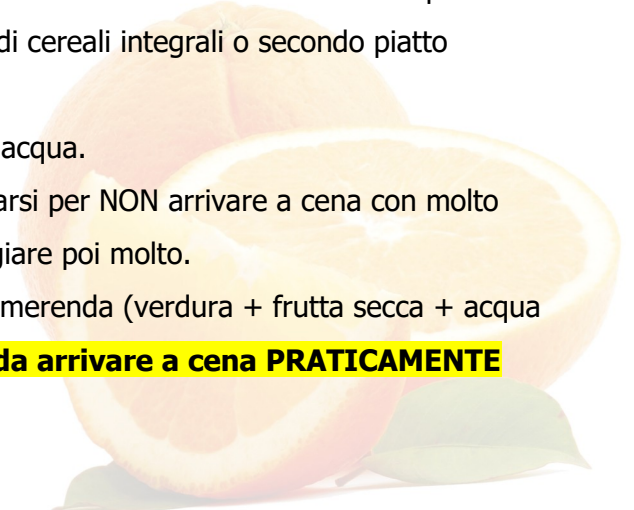 di cereali integrali o secondo piatto
acqua.
arsi per NON arrivare a cena con molto
giare poi molto.
merenda (verdura + frutta secca + acqua
da arrivare a cena PRATICAMENTE